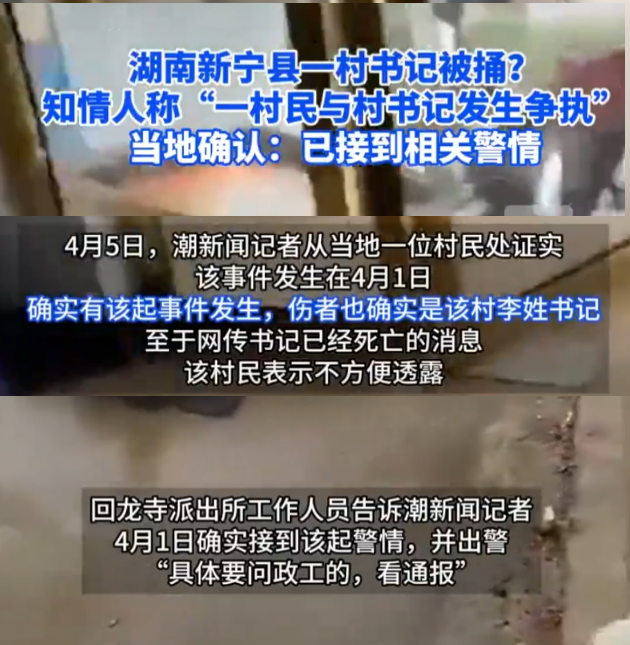 湖南新宁县一村书记被捅?
知情人称“一村民与村书记发生争执”
当地确认：已接到相关警情
4月5日，潮新闻记者从当地一位村民处证实
该事件发生在4月1日
确实有该起事件发生，伤者也确实是该村李姓书记
至于网传书记已经死亡的消息
该村民表示不方便透露
回龙寺派出所工作人员告诉潮新闻记者
4月1日确实接到该起警情，并出警
“具体要问政工的，看通报”